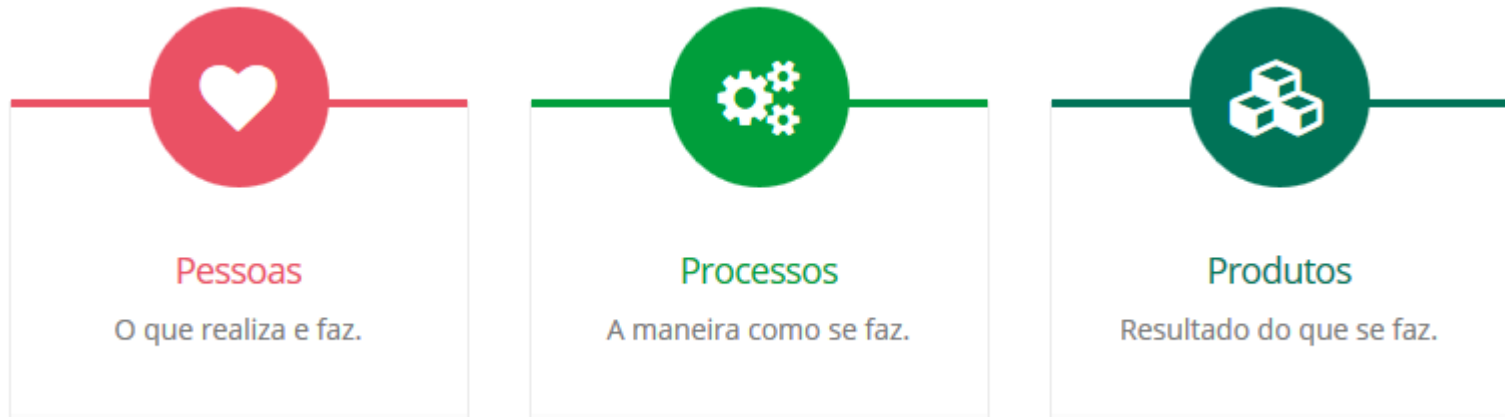 Pessoas
O que realiza e faz.
Processos
A maneira como se faz.
Produtos
Resultado do que se faz.